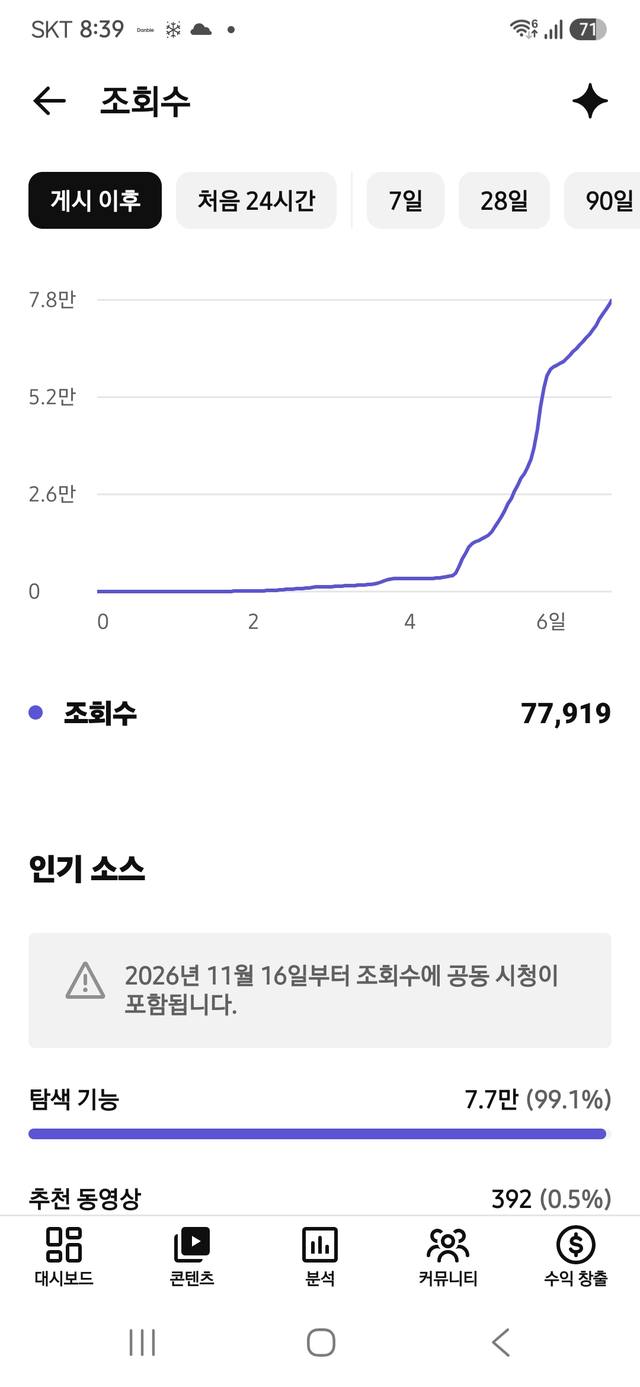 SKT 8:39
6
71
조회수
게시 이후
처음 24시간
7일
28일
90일
7.8만
5.2만
2.6만
0
0 2 4 6일
조회수 77,919
인기 소스
2026년 11월 16일부터 조회수에 공동 시청이
포함됩니다.
탐색 기능 7.7만 (99.1%)
추천 동영상 392 (0.5%)
대시보드 콘텐츠 분석 커뮤니티 수익 창출